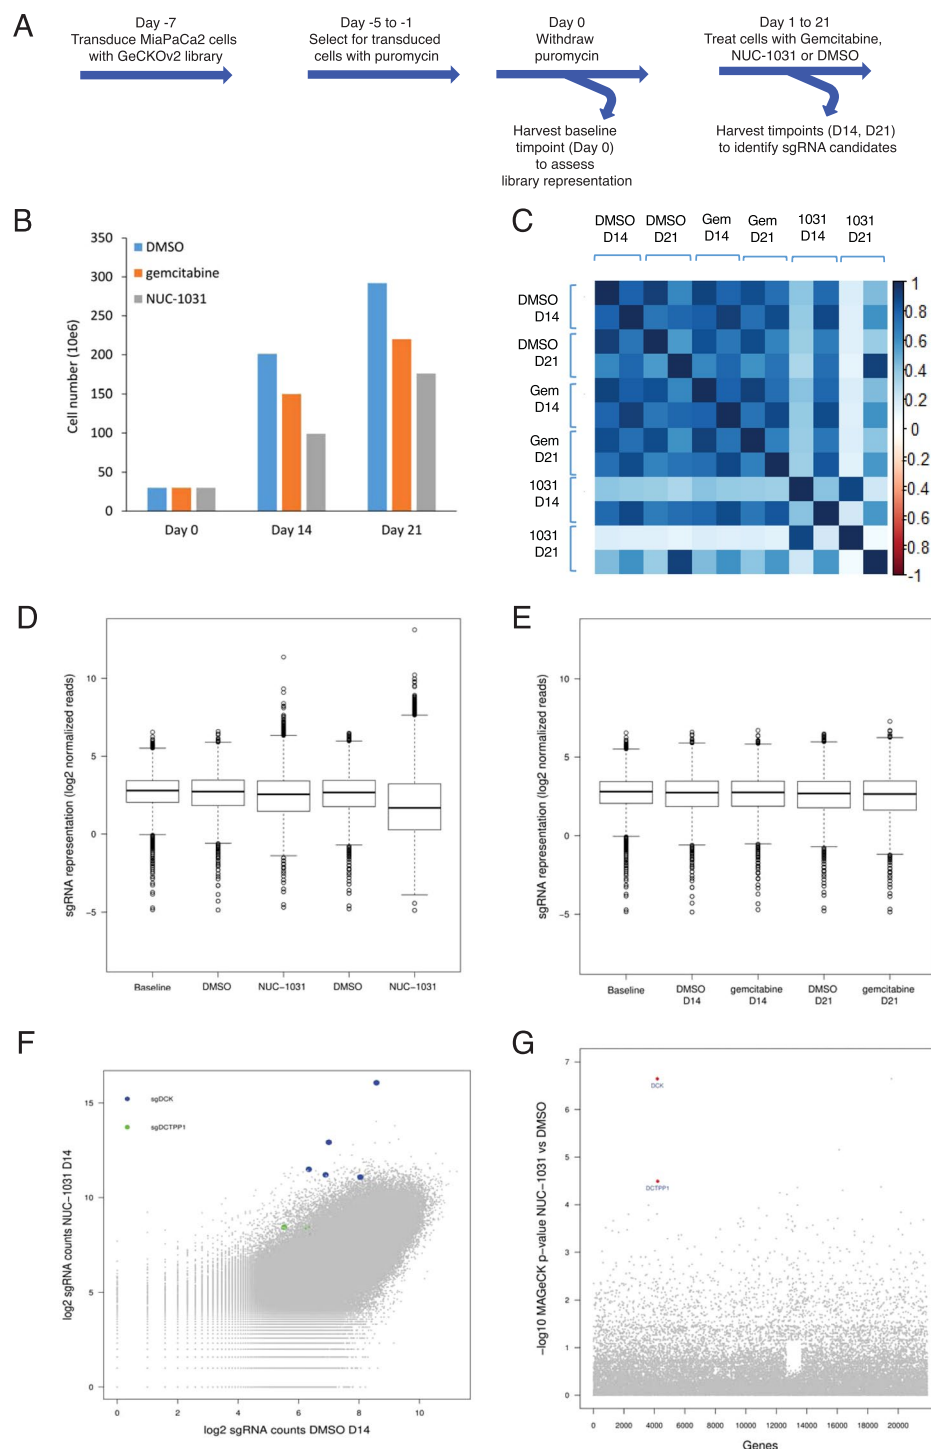 A
Day -7
Transduce MiaPaCa2 cells
with GeCKOv2 library
Day -5 to -1
Select for transduced
cells with puromycin
Day 0
Withdraw
puromycin
Day 1 to 21
Treat cells with Gemcitabine,
NUC-1031 or DMSO
Harvest baseline
timpoint (Day 0)
to assess
library representation
Harvest timpoints (D14, D21)
to identify sgRNA candidates
B
350
300
250
200
150
100
50
0
Cell number (10e6)
DMSO
gemcitabine
NUC-1031
Day 0
Day 14
Day 21
C
DMSO
D14
DMSO
D21
Gem
D14
Gem
D21
1031
D14
1031
D21
DMSO
D14
DMSO
D21
Gem
D14
Gem
D21
1031
D14
1031
D21
1
0.8
0.6
0.4
0.2
0
-0.2
-0.4
-0.6
-0.8
-1
D
sgRNA representation (log2 normalized reads)
10
5
0
-5
Baseline
DMSO
NUC-1031
DMSO
NUC-1031
E
sgRNA representation (log2 normalized reads)
10
5
0
-5
Baseline
DMSO
D14
gemcitabine
D14
DMSO
D21
gemcitabine
D21
F
log2 sgRNA counts NUC-1031 D14
15
10
5
0
sgDCK
sgDCTPP1
0
2
4
6
8
10
log2 sgRNA counts DMSO D14
G
-log10 MAGeCK p-value NUC-1031 vs DMSO
7
6
5
4
3
2
1
0
DCK
DCTPP1
0
2000
4000
6000
8000
10000
12000
14000
16000
18000
20000
Genes